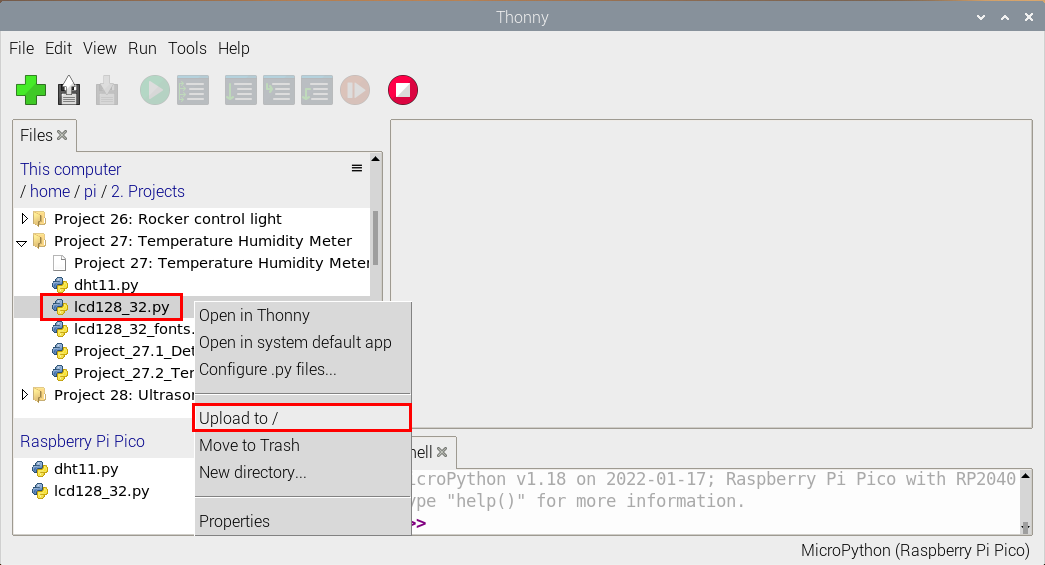 Thonny
File Edit View Run Tools Help
Files
This computer
/ home / pi / 2. Projects
Project 26: Rocker control light
Project 27: Temperature Humidity Meter
Project 27: Temperature Humidity Meter
dht11.py
lcd128_32.py
lcd128_32_fonts.
Project_27.1_Det
Project_27.2_Ter
Project 28: Ultrason
Open in Thonny
Open in system default app
Configure .py files...
Upload to /
Move to Trash
New directory...
Properties
Raspberry Pi Pico
dht11.py
lcd128_32.py
hell
icroPython v1.18 on 2022-01-17; Raspberry Pi Pico with RP2040
ype "help()" for more information.
>>
MicroPython (Raspberry Pi Pico)